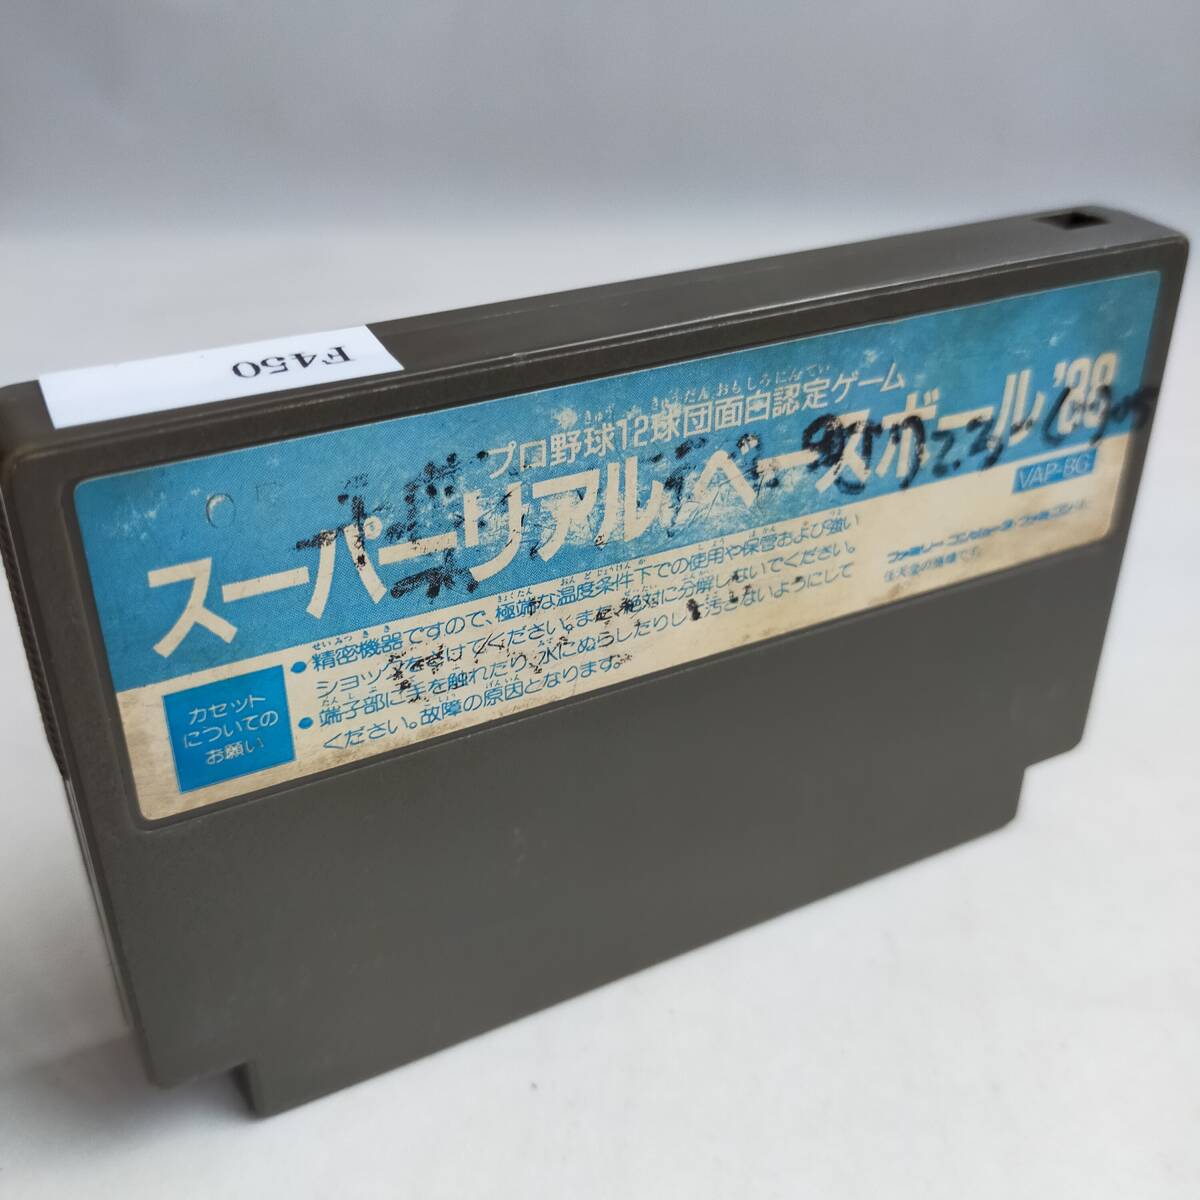 F450
プロ野球12球団面白認定ゲーム
スーパーリアルベースボール'88
VAP-BG
カセット
についての
お願い
●精密機器ですので、極端な温度条件下での使用や保管および強い
ショックをさけてください。また、絶対に分解しないでください。
●端子部に手を触れたり、水にぬらしたりして汚さないようにして
ください。故障の原因となります。
ファミリーコンピュータ・ファミコンは、
任天堂の商標です。